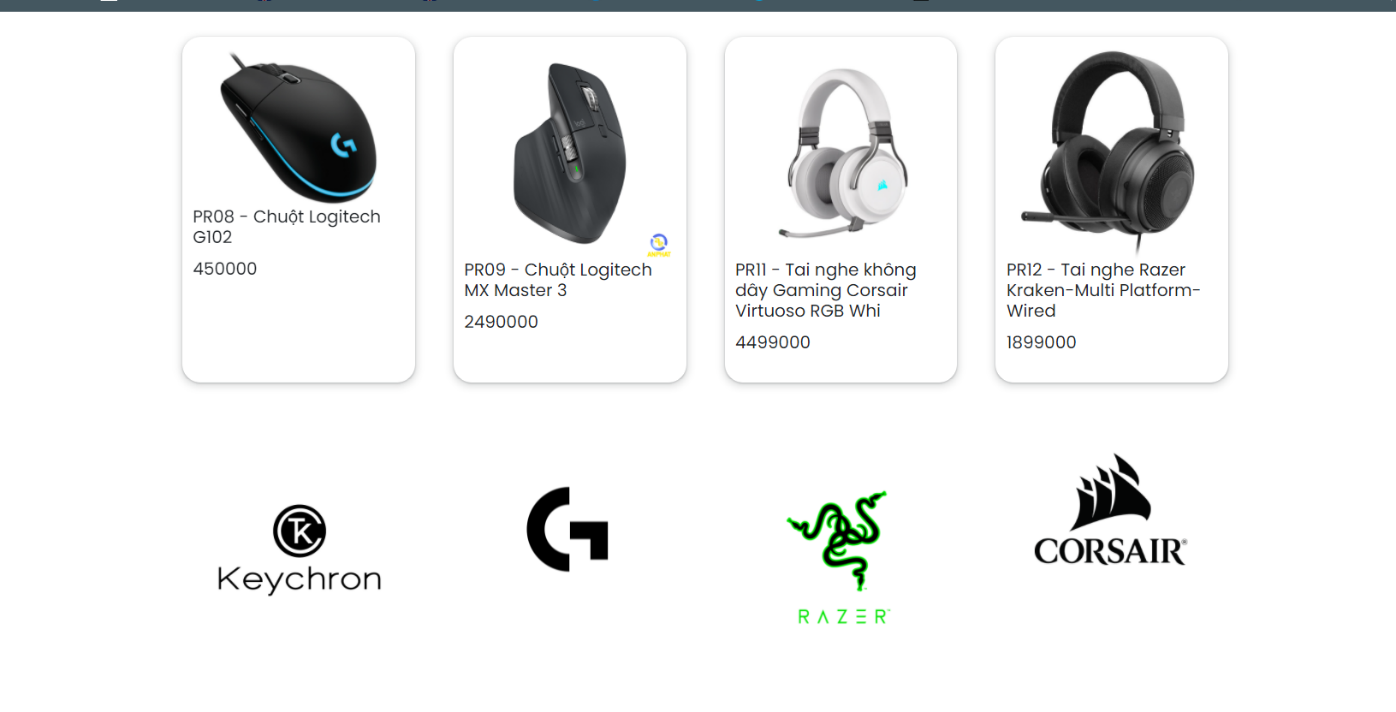 PR08 - Chuột Logitech
G102
450000
PR09 - Chuột Logitech
MX Master 3
2490000
PR11 - Tai nghe không
dây Gaming Corsair
Virtuoso RGB Whi
4499000
PR12 - Tai nghe Razer
Kraken-Multi Platform-
Wired
1899000
Keychron
RAZER™
CORSAIR®